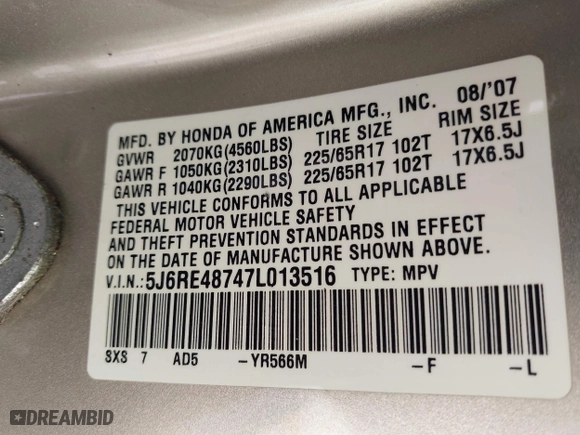 MFD. BY HONDA OF AMERICA MFG., INC. 08/'07
GVWR 2070KG(4560LBS) TIRE SIZE RIM SIZE
GAWR F 1050KG(2310LBS) 225/65R17 102T 17X6.5J
GAWR R 1040KG(2290LBS) 225/65R17 102T 17X6.5J
THIS VEHICLE CONFORMS TO ALL APPLICABLE
FEDERAL MOTOR VEHICLE SAFETY
AND THEFT PREVENTION STANDARDS IN EFFECT
ON THE DATE OF MANUFACTURE SHOWN ABOVE.
V.I.N.:5J6RE48747L013516 TYPE: MPV
SXS 7 AD5 -YR566M -F -L
DREAMBID